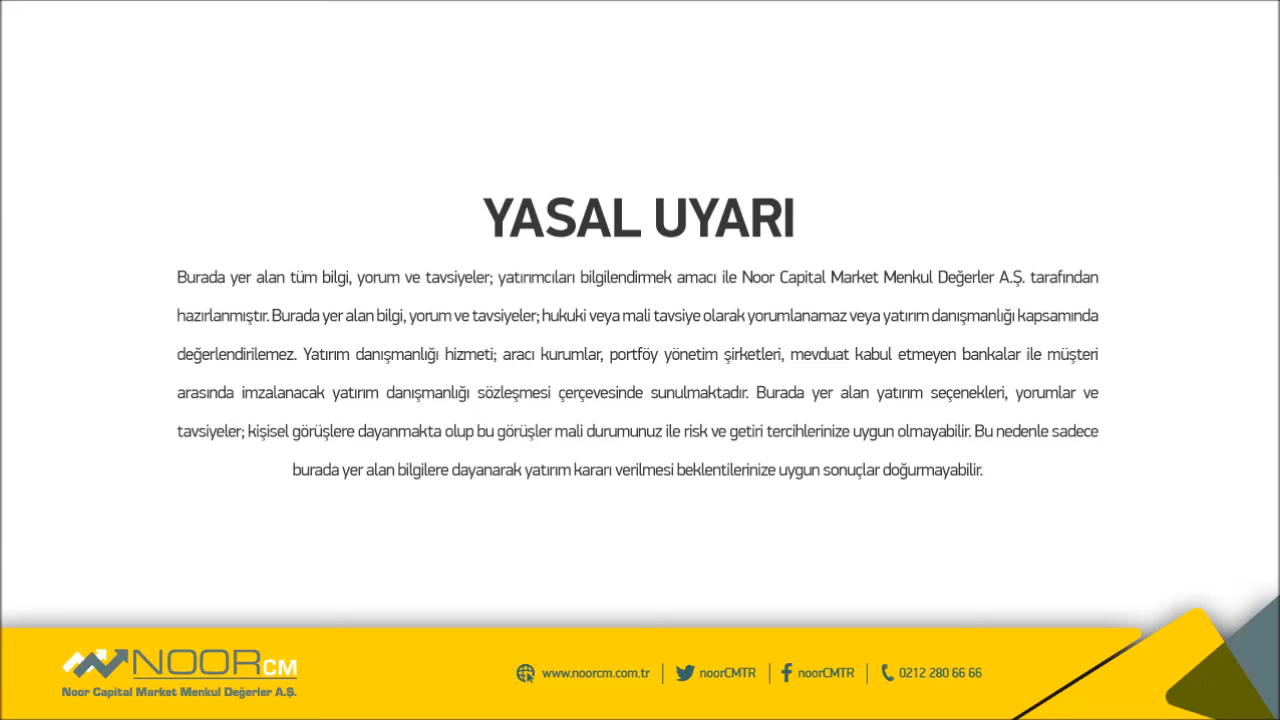 YASAL UYARI
Burada yer alan tüm bilgi, yorum ve tavsiyeler; yatırımcıları bilgilendirmek amacı ile Noor Capital Market Menkul Değerler A.Ş. tarafından
hazırlanmıştır. Burada yer alan bilgi, yorum ve tavsiyeler; hukuki veya mali tavsiye olarak yorumlanamaz veya yatırım danışmanlığı kapsamında
değerlendirilemez. Yatırım danışmanlığı hizmeti; aracı kurumlar, portföy yönetim şirketleri, mevduat kabul etmeyen bankalar ile müşteri
arasında imzalanacak yatırım danışmanlığı sözleşmesi çerçevesinde sunulmaktadır. Burada yer alan yatırım seçenekleri, yorumlar ve
tavsiyeler; kişisel görüşlere dayanmakta olup bu görüşler mali durumunuz ile risk ve getiri tercihlerinize uygun olmayabilir. Bu nedenle sadece
burada yer alan bilgilere dayanarak yatırım kararı verilmesi beklentilerinize uygun sonuçlar doğurmayabilir.
NOORCM
Noor Capital Market Menkul Değerler A.Ş.
www.noorcm.com.tr | noorCMTR | noorCMTR | 0212 280 66 66